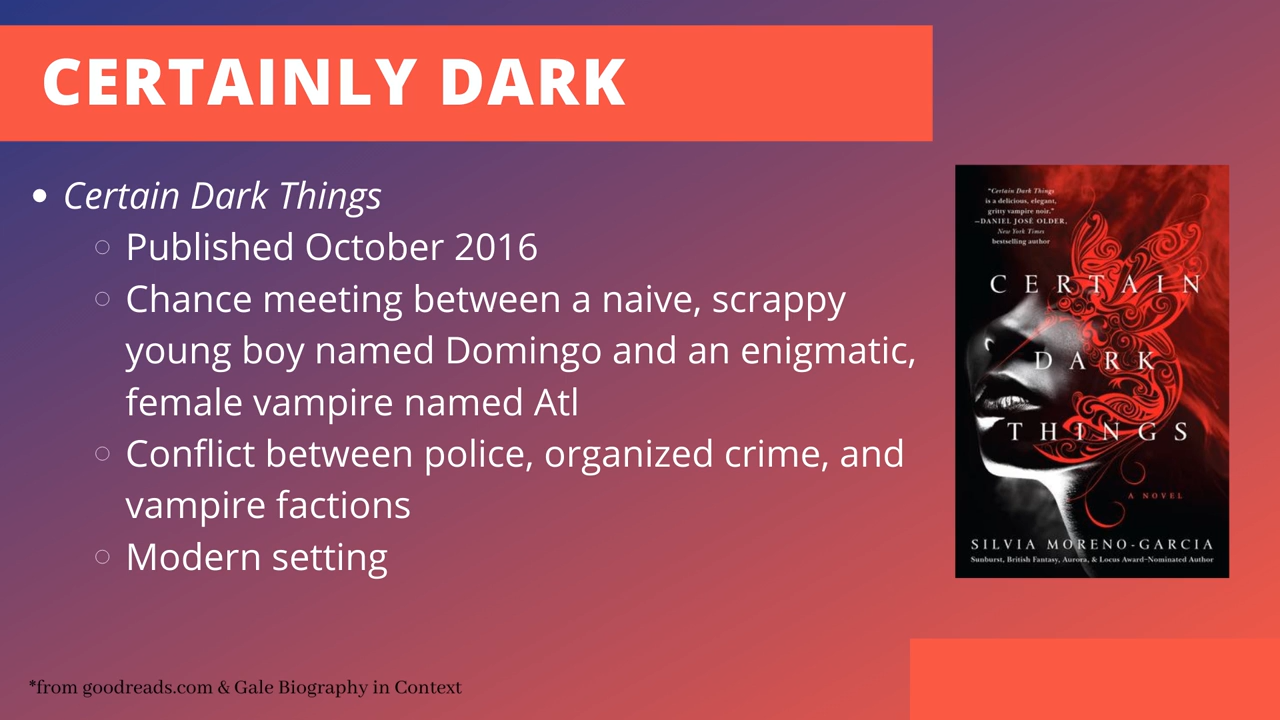 CERTAINLY DARK
Certain Dark Things
Published October 2016
Chance meeting between a naive, scrappy
young boy named Domingo and an enigmatic,
female vampire named Atl
Conflict between police, organized crime, and
vampire factions
Modern setting
*from goodreads.com & Gale Biography in Context
"Certain Dark Things
is a delicious, elegant,
gritty vampire noir."
—DANIEL JOSÉ OLDER,
New York Times
bestselling author
CERTAIN
DARK
THINGS
A NOVEL
SILVIA MORENO-GARCIA
Sunburst, British Fantasy, Aurora, & Locus Award–Nominated Author